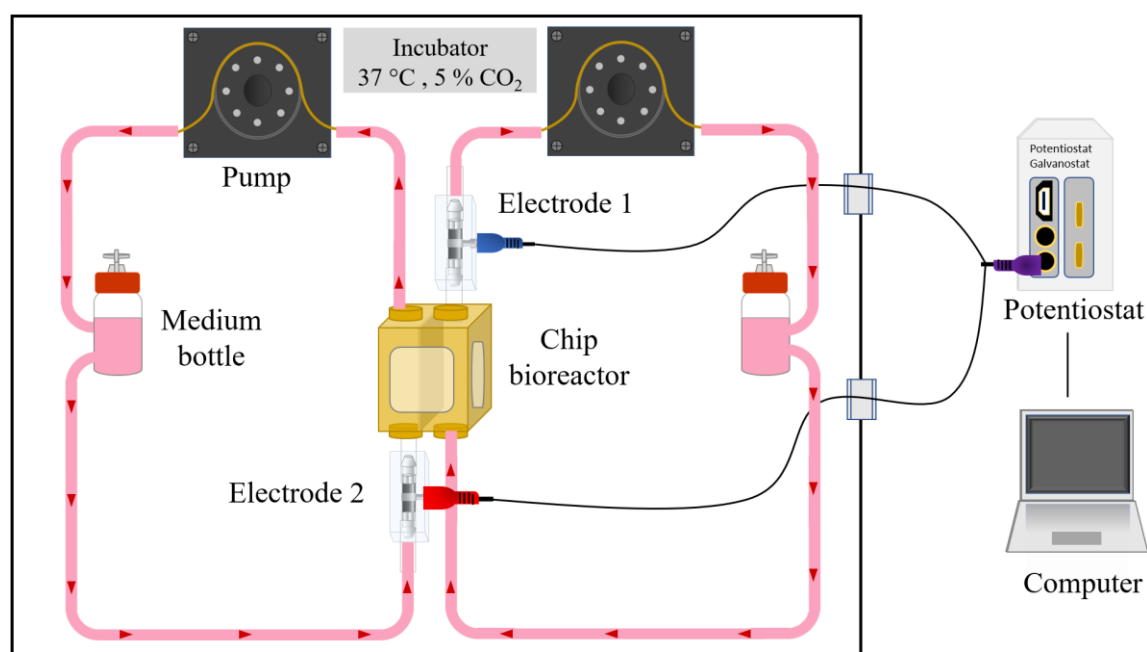 Incubator
37 °C , 5 % CO₂
Pump
Electrode 1
Potentiostat
Galvanostat
Potentiostat
Medium
bottle
Chip
bioreactor
Electrode 2
Computer